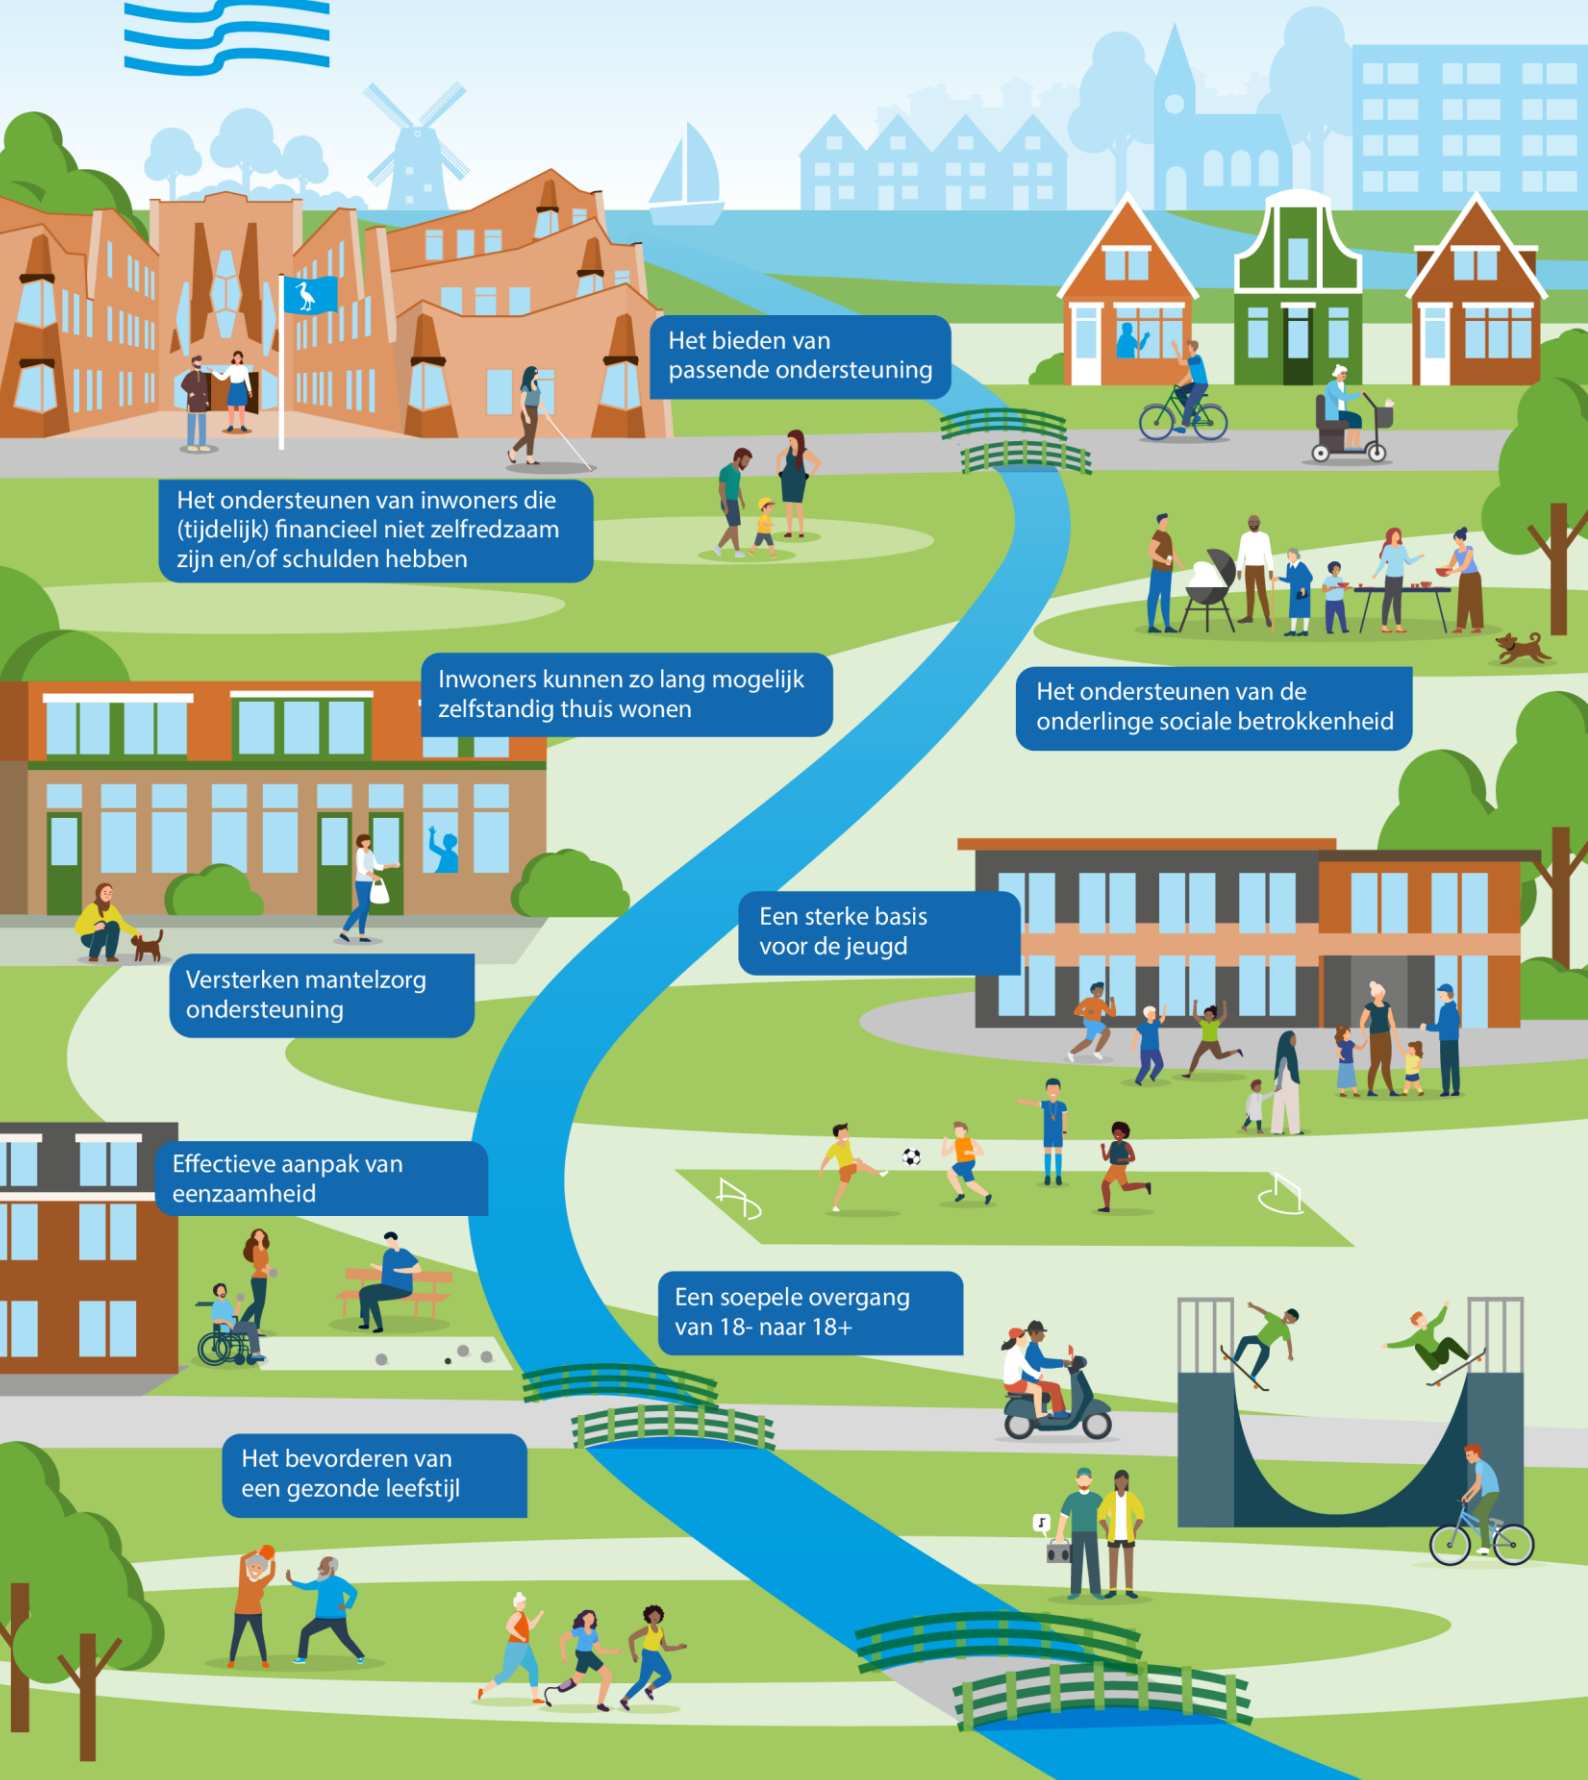 Het bieden van
passende ondersteuning
Het ondersteunen van inwoners die
(tijdelijk) financieel niet zelfredzaam
zijn en/of schulden hebben
Inwoners kunnen zo lang mogelijk
zelfstandig thuis wonen
Het ondersteunen van de
onderlinge sociale betrokkenheid
Een sterke basis
voor de jeugd
Versterken mantelzorg
ondersteuning
Effectieve aanpak van
eenzaamheid
Een soepele overgang
van 18- naar 18+
Het bevorderen van
een gezonde leefstijl